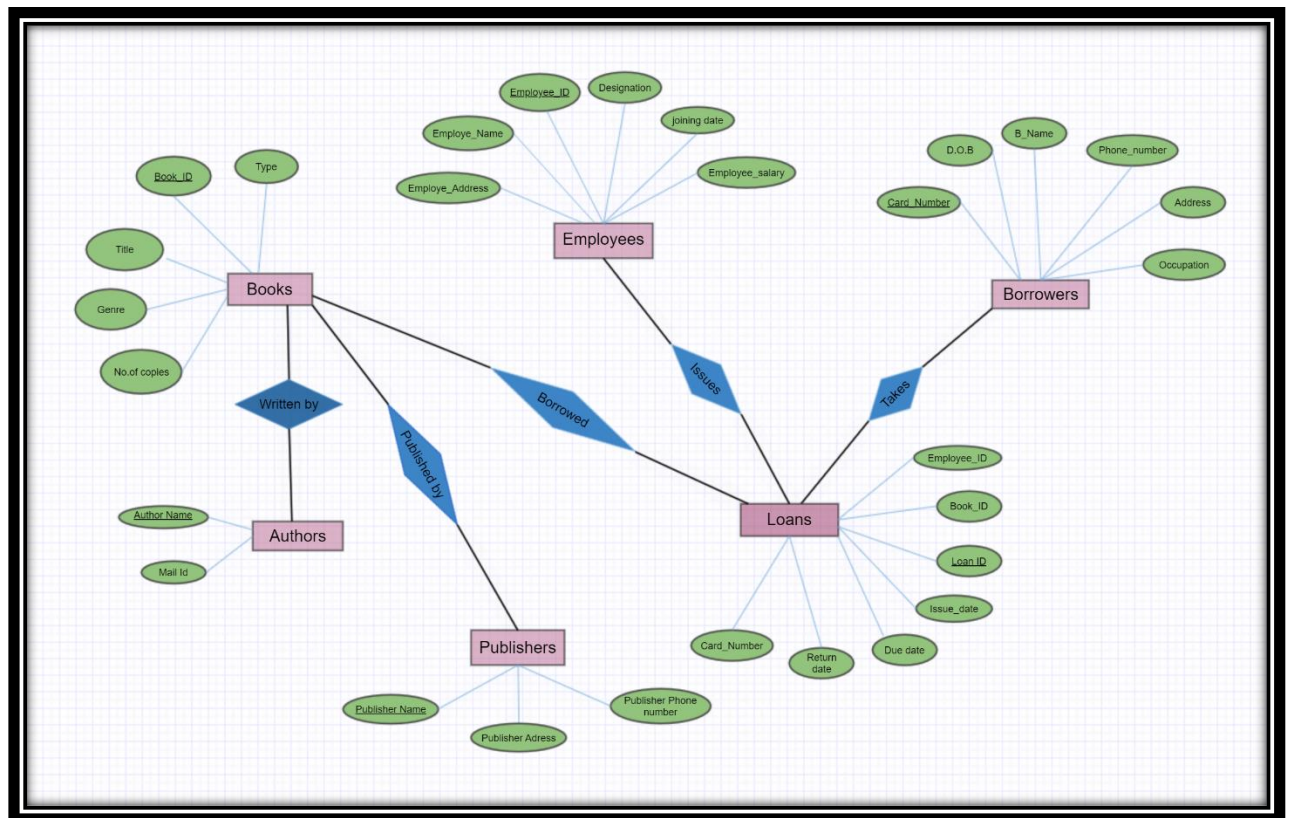 Employee_ID
Designation
Employe_Name
joining date
Employe_Address
Employee_salary
Employees
D.O.B
B_Name
Phone_number
Card_Number
Address
Occupation
Borrowers
Book_ID
Type
Title
Genre
No.of copies
Books
Written by
Published by
Borrowed
Issues
Takes
Author Name
Mail Id
Authors
Publishers
Publisher Name
Publisher Adress
Publisher Phone
number
Loans
Employee_ID
Book_ID
Loan ID
Issue_date
Due date
Return
date
Card_Number